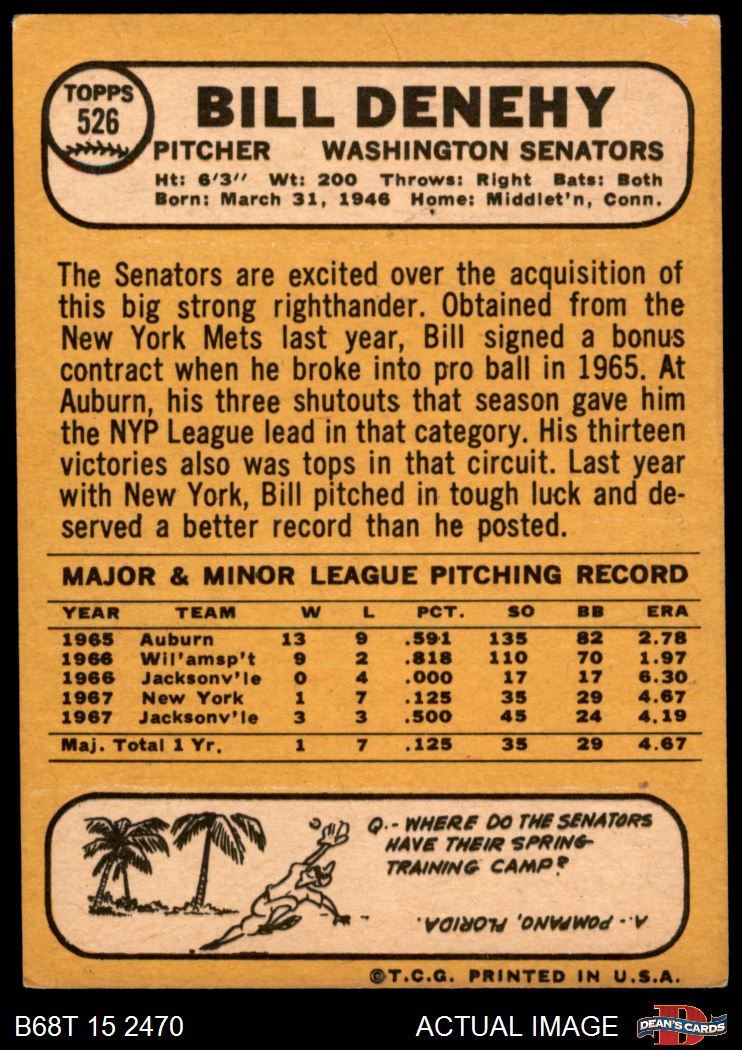 TOPPS
526
BILL DENEHY
PITCHER WASHINGTON SENATORS
Ht: 6'3" Wt: 200 Throws: Right Bats: Both
Born: March 31, 1946 Home: Middlet'n, Conn.
The Senators are excited over the acquisition of
this big strong righthander. Obtained from the
New York Mets last year, Bill signed a bonus
contract when he broke into pro ball in 1965. At
Auburn, his three shutouts that season gave him
the NYP League lead in that category. His thirteen
victories also was tops in that circuit. Last year
with New York, Bill pitched in tough luck and de-
served a better record than he posted.
MAJOR & MINOR LEAGUE PITCHING RECORD
YEAR TEAM W L PCT. SO BB ERA
1965 Auburn 13 9 .591 135 82 2.78
1966 Wil'amsp't 9 2 .818 110 70 1.97
1966 Jacksonv'le 0 4 .000 17 17 6.30
1967 New York 1 7 .125 35 29 4.67
1967 Jacksonv'le 3 3 .500 45 24 4.19
Maj. Total 1 Yr. 1 7 .125 35 29 4.67
Q.- WHERE DO THE SENATORS
HAVE THEIR SPRING
TRAINING CAMP?
A.- POMPANO, FLORIDA.
©T.C.G. PRINTED IN U.S.A.
B68T 15 2470 ACTUAL IMAGE DEAN'S CARDS